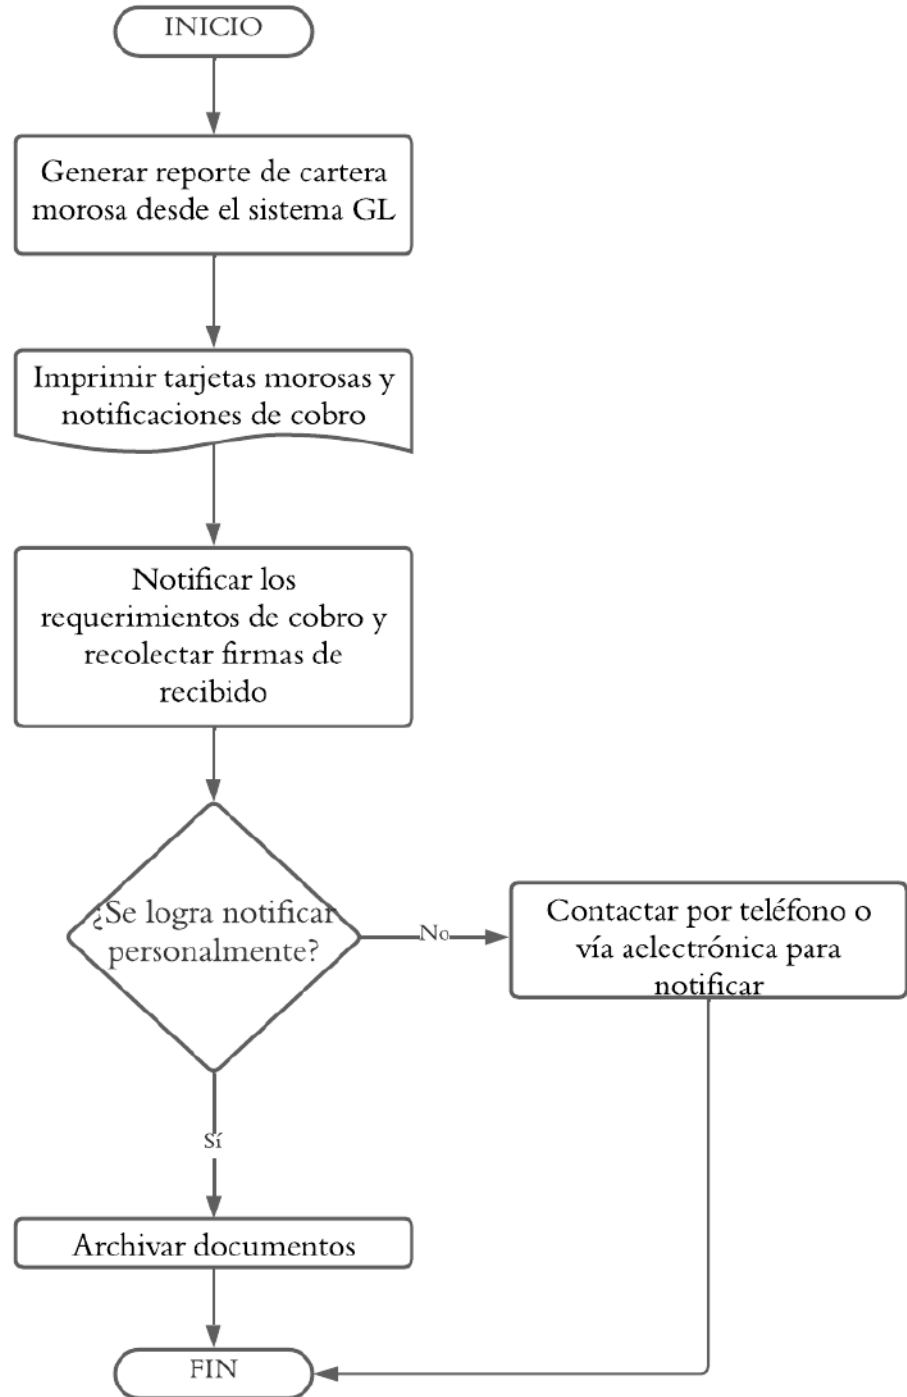 INICIO
Generar reporte de cartera
morosa desde el sistema GL
Imprimir tarjetas morosas y
notificaciones de cobro
Notificar los
requerimientos de cobro y
recolectar firmas de
recibido
¿Se logra notificar
personalmente?
No
Contactar por teléfono o
vía aelectrónica para
notificar
Sí
Archivar documentos
FIN